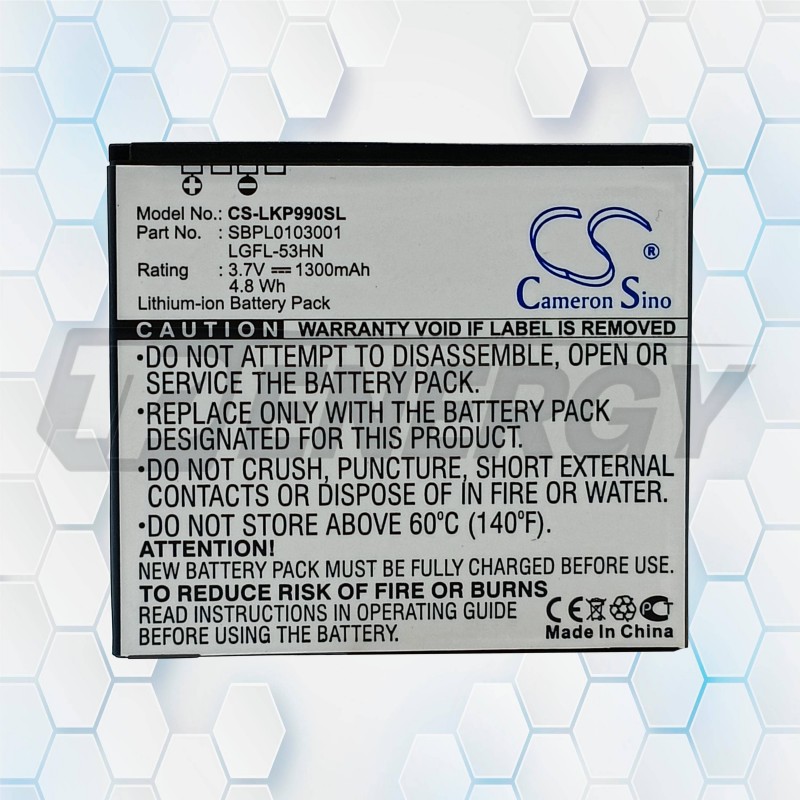 Model No.: CS-LKP990SL
Part No. : SBPL0103001
LGFL-53HN
Rating : 3.7V 1300mAh
4.8 Wh
Lithium-ion Battery Pack
CS
®
Cameron Sino
CAUTION WARRANTY VOID IF LABEL IS REMOVED
•DO NOT ATTEMPT TO DISASSEMBLE, OPEN OR
SERVICE THE BATTERY PACK.
•REPLACE ONLY WITH THE BATTERY PACK
DESIGNATED FOR THIS PRODUCT.
•DO NOT CRUSH, PUNCTURE, SHORT EXTERNAL
CONTACTS OR DISPOSE OF IN FIRE OR WATER.
•DO NOT STORE ABOVE 60°C (140°F).
ATTENTION!
NEW BATTERY PACK MUST BE FULLY CHARGED BEFORE USE
TO REDUCE RISK OF FIRE OR BURNS
READ INSTRUCTIONS IN OPERATING GUIDE
BEFORE USING THE BATTERY.
CE
Made In China
ENERGY